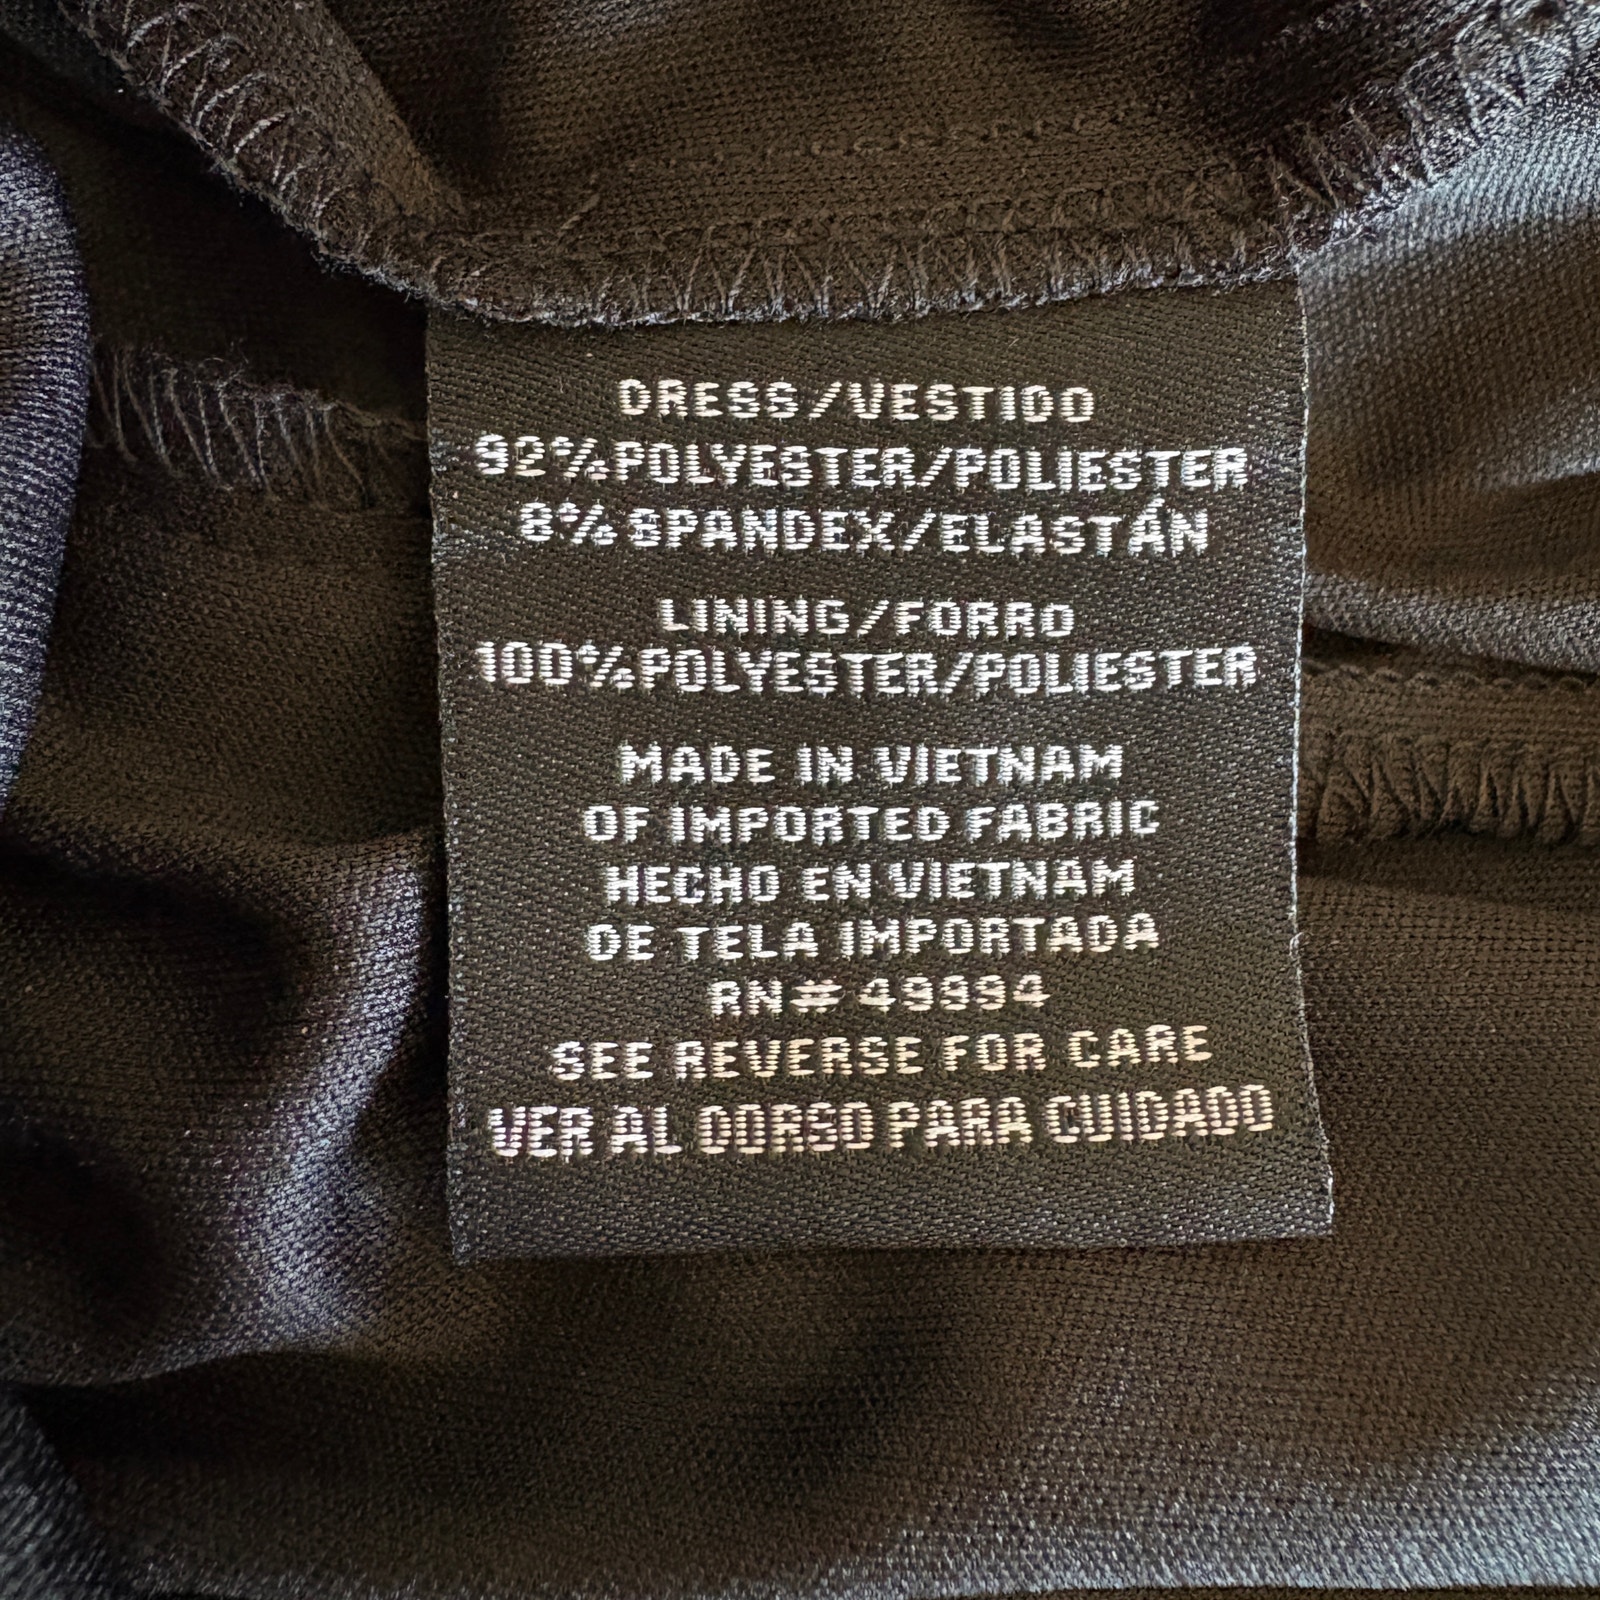 DRESS/VESTIDO
92% POLYESTER/POLIESTER
8% SPANDEX/ELASTÁN
LINING/FORRO
100% POLYESTER/POLIESTER
MADE IN VIETNAM
OF IMPORTED FABRIC
HECHO EN VIETNAM
DE TELA IMPORTADA
RN# 49994
SEE REVERSE FOR CARE
VER AL DORSO PARA CUIDADO